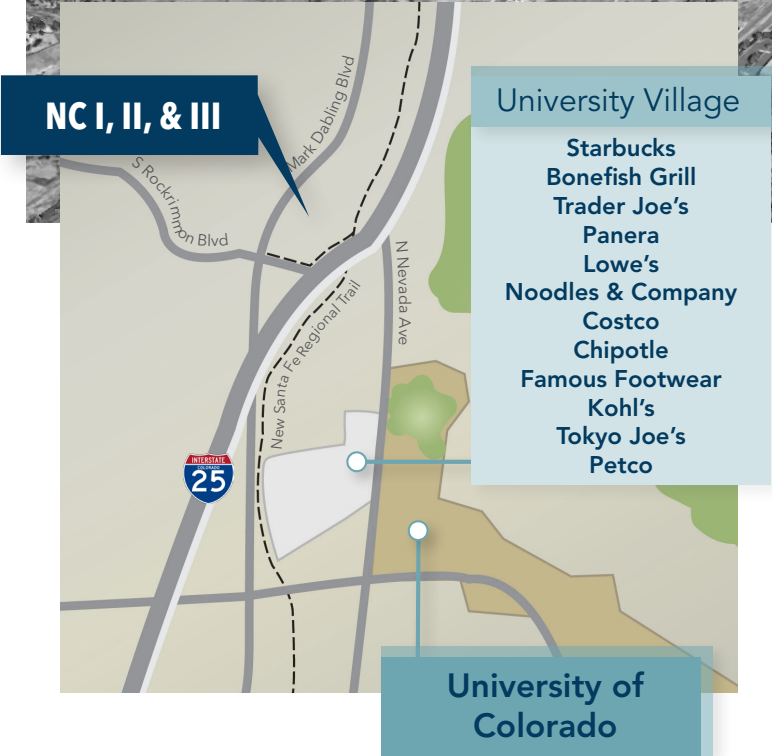 NC I, II, & III
Mark Dabling Blvd
S Rockrimmon Blvd
N Nevada Ave
New Santa Fe Regional Trail
INTERSTATE
COLORADO
25
University Village
Starbucks
Bonefish Grill
Trader Joe's
Panera
Lowe's
Noodles & Company
Costco
Chipotle
Famous Footwear
Kohl's
Tokyo Joe's
Petco
University of
Colorado